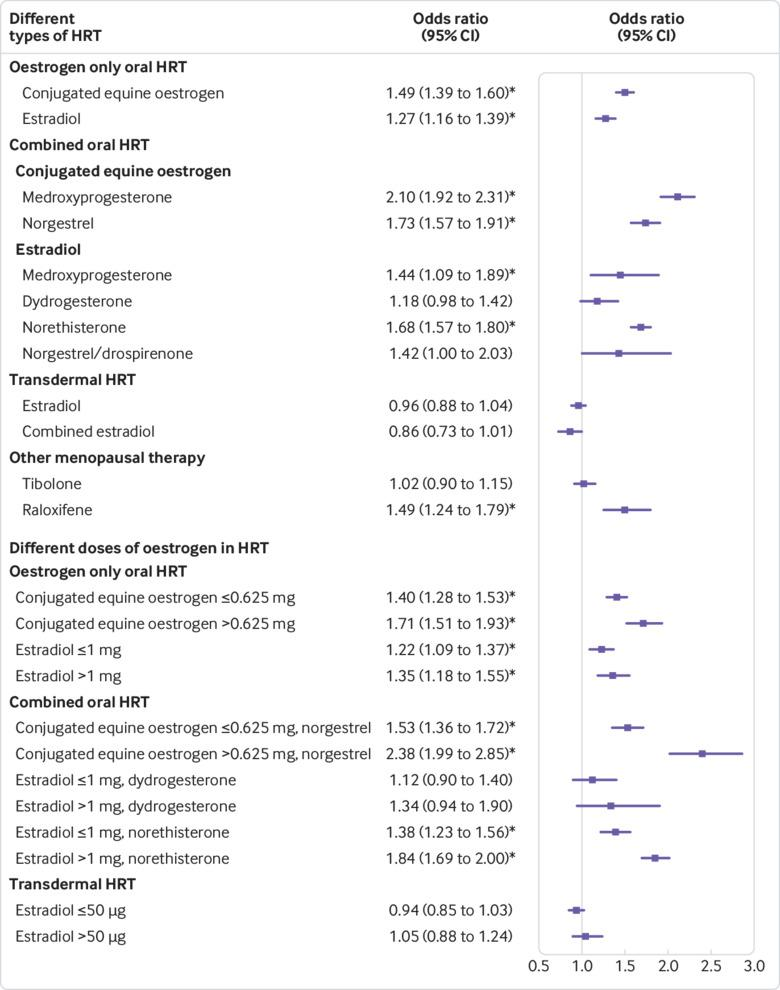 Different types of HRT Odds ratio (95% CI) Odds ratio (95% CI)
Oestrogen only oral HRT
Conjugated equine oestrogen 1.49 (1.39 to 1.60)*
Estradiol 1.27 (1.16 to 1.39)*
Combined oral HRT
Conjugated equine oestrogen
Medroxyprogesterone 2.10 (1.92 to 2.31)*
Norgestrel 1.73 (1.57 to 1.91)*
Estradiol
Medroxyprogesterone 1.44 (1.09 to 1.89)*
Dydrogesterone 1.18 (0.98 to 1.42)
Norethisterone 1.68 (1.57 to 1.80)*
Norgestrel/drospirenone 1.42 (1.00 to 2.03)
Transdermal HRT
Estradiol 0.96 (0.88 to 1.04)
Combined estradiol 0.86 (0.73 to 1.01)
Other menopausal therapy
Tibolone 1.02 (0.90 to 1.15)
Raloxifene 1.49 (1.24 to 1.79)*
Different doses of oestrogen in HRT
Oestrogen only oral HRT
Conjugated equine oestrogen ≤0.625 mg 1.40 (1.28 to 1.53)*
Conjugated equine oestrogen >0.625 mg 1.71 (1.51 to 1.93)*
Estradiol ≤1 mg 1.22 (1.09 to 1.37)*
Estradiol >1 mg 1.35 (1.18 to 1.55)*
Combined oral HRT
Conjugated equine oestrogen ≤0.625 mg, norgestrel 1.53 (1.36 to 1.72)*
Conjugated equine oestrogen >0.625 mg, norgestrel 2.38 (1.99 to 2.85)*
Estradiol ≤1 mg, dydrogesterone 1.12 (0.90 to 1.40)
Estradiol >1 mg, dydrogesterone 1.34 (0.94 to 1.90)
Estradiol ≤1 mg, norethisterone 1.38 (1.23 to 1.56)*
Estradiol >1 mg, norethisterone 1.84 (1.69 to 2.00)*
Transdermal HRT
Estradiol ≤50 µg 0.94 (0.85 to 1.03)
Estradiol >50 µg 1.05 (0.88 to 1.24)
0.5 1.0 1.5 2.0 2.5 3.0